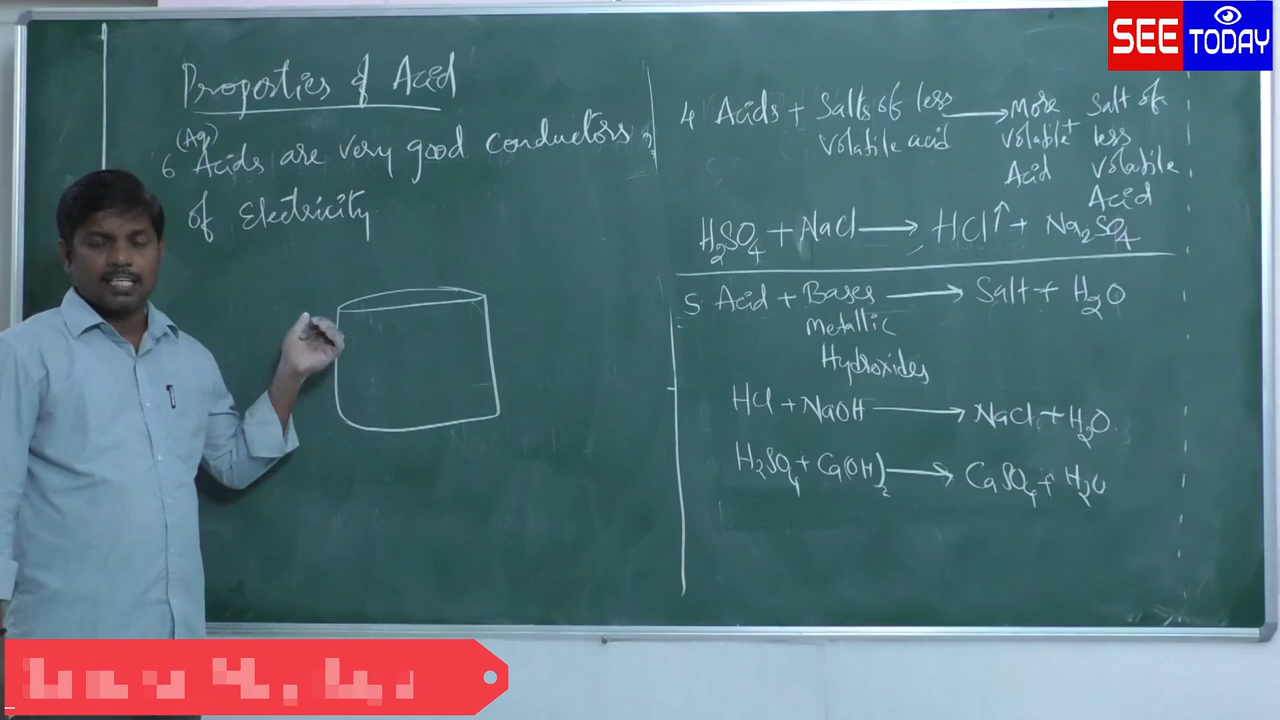 SEE TODAY
Properties of Acid
(Aq)
6 Acids are very good conductors
of Electricity
4 Acids + Salts of less → More Salt of
Volatile acid Volatile + less
Acid Volatile
Acid
H₂SO₄ + NaCl → HCl↑ + Na₂SO₄
5. Acid + Bases → Salt + H₂O
Metallic
Hydroxides
HCl + NaOH → NaCl + H₂O
H₂SO₄ + Ca(OH)₂ → CaSO₄ + H₂O